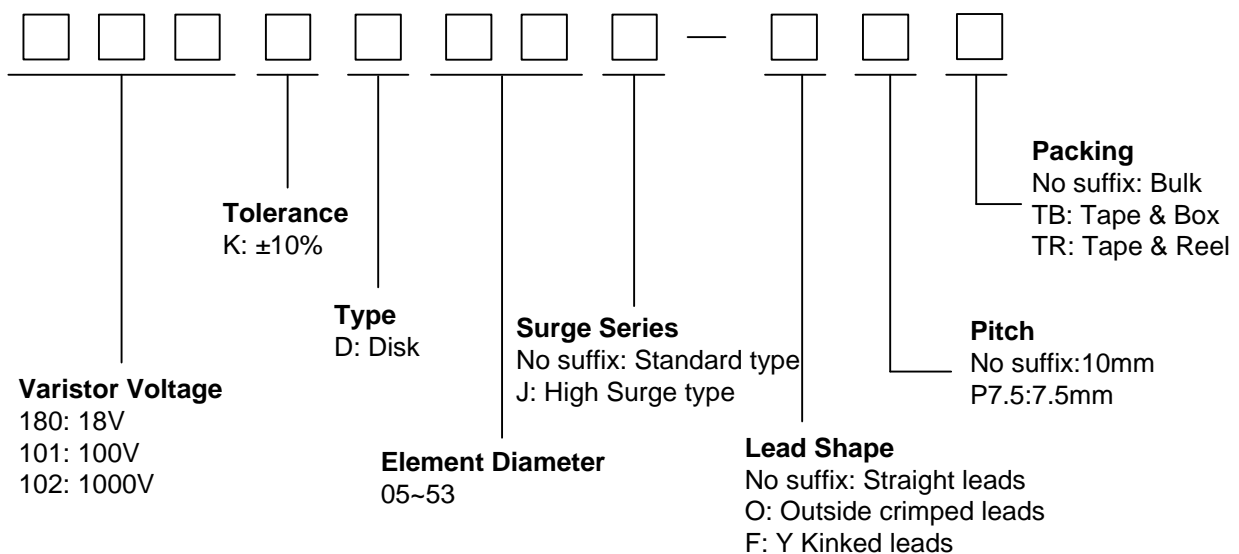 Packing
No suffix: Bulk
TB: Tape & Box
TR: Tape & Reel
Tolerance
K: ±10%
Type
D: Disk
Surge Series
No suffix: Standard type
J: High Surge type
Pitch
No suffix:10mm
P7.5:7.5mm
Varistor Voltage
180: 18V
101: 100V
102: 1000V
Element Diameter
05~53
Lead Shape
No suffix: Straight leads
O: Outside crimped leads
F: Y Kinked leads